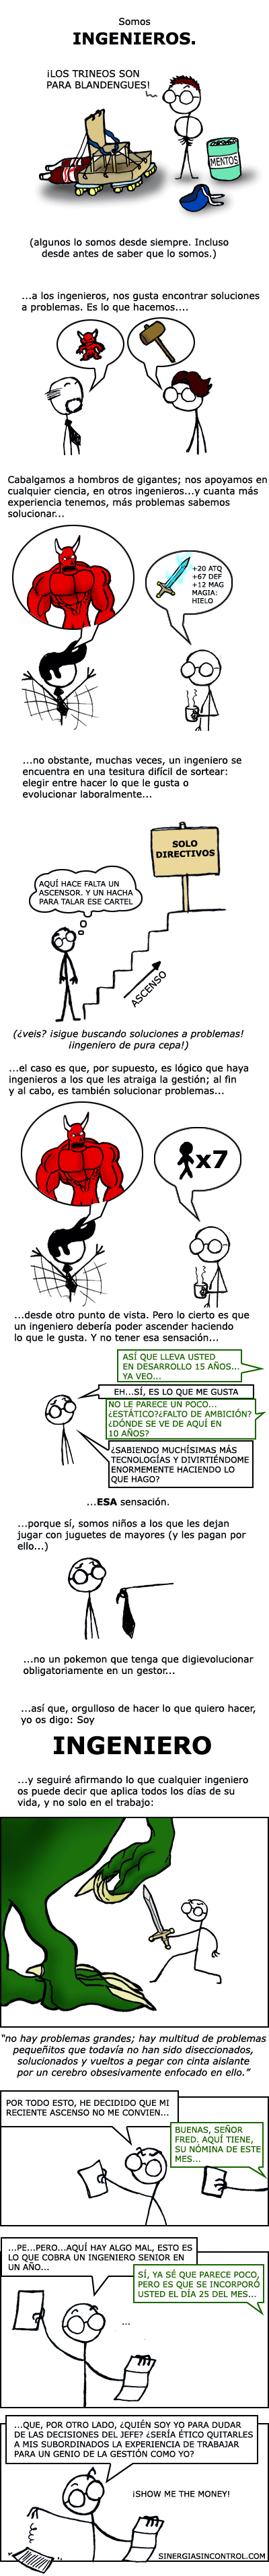 Somos
INGENIEROS.
¡LOS TRINEOS SON
PARA BLANDENGUES!
MENTOS
(algunos lo somos desde siempre. Incluso
desde antes de saber que lo somos.)
...a los ingenieros, nos gusta encontrar soluciones
a problemas. Es lo que hacemos....
Cabalgamos a hombros de gigantes; nos apoyamos en
cualquier ciencia, en otros ingenieros...y cuanta más
experiencia tenemos, más problemas sabemos
solucionar...
+20 ATQ
+67 DEF
+12 MAG
MAGIA:
HIELO
...no obstante, muchas veces, un ingeniero se
encuentra en una tesitura difícil de sortear:
elegir entre hacer lo que le gusta o
evolucionar laboralmente...
SOLO
DIRECTIVOS
AQUÍ HACE FALTA UN
ASCENSOR. Y UN HACHA
PARA TALAR ESE CARTEL
ASCENSO
(¿veis? ¡sigue buscando soluciones a problemas!
¡ingeniero de pura cepa!)
...el caso es que, por supuesto, es lógico que haya
ingenieros a los que les atraiga la gestión; al fin
y al cabo, es también solucionar problemas...
x7
...desde otro punto de vista. Pero lo cierto es que
un ingeniero debería poder ascender haciendo
lo que le gusta. Y no tener esa sensación...
ASÍ QUE LLEVA USTED
EN DESARROLLO 15 AÑOS...
YA VEO...
EH...SÍ, ES LO QUE ME GUSTA
NO LE PARECE UN POCO...
¿ESTÁTICO?¿FALTO DE AMBICIÓN?
¿DÓNDE SE VE DE AQUÍ EN
10 AÑOS?
¿SABIENDO MUCHÍSIMAS MÁS
TECNOLOGÍAS Y DIVIRTIÉNDOME
ENORMEMENTE HACIENDO LO
QUE HAGO?
...ESA sensación.
...porque sí, somos niños a los que les dejan
jugar con juguetes de mayores (y les pagan por
ello...)
...no un pokemon que tenga que digievolucionar
obligatoriamente en un gestor...
...así que, orgulloso de hacer lo que quiero hacer,
yo os digo: Soy
INGENIERO
...y seguiré afirmando lo que cualquier ingeniero
os puede decir que aplica todos los días de su
vida, y no solo en el trabajo:
"no hay problemas grandes; hay multitud de problemas
pequeñitos que todavía no han sido diseccionados,
solucionados y vueltos a pegar con cinta aislante
por un cerebro obsesivamente enfocado en ello."
POR TODO ESTO, HE DECIDIDO QUE MI
RECIENTE ASCENSO NO ME CONVIEN...
BUENAS, SEÑOR
FRED. AQUÍ TIENE,
SU NÓMINA DE ESTE
MES...
...PE...PERO...AQUÍ HAY ALGO MAL, ESTO ES
LO QUE COBRA UN INGENIERO SENIOR EN
UN AÑO...
SÍ, YA SÉ QUE PARECE POCO,
PERO ES QUE SE INCORPORÓ
USTED EL DÍA 25 DEL MES...
...
...QUE, POR OTRO LADO, ¿QUIÉN SOY YO PARA DUDAR
DE LAS DECISIONES DEL JEFE? ¿SERÍA ÉTICO QUITARLES
A MIS SUBORDINADOS LA EXPERIENCIA DE TRABAJAR
PARA UN GENIO DE LA GESTIÓN COMO YO?
¡SHOW ME THE MONEY!
SINERGIASINCONTROL.COM